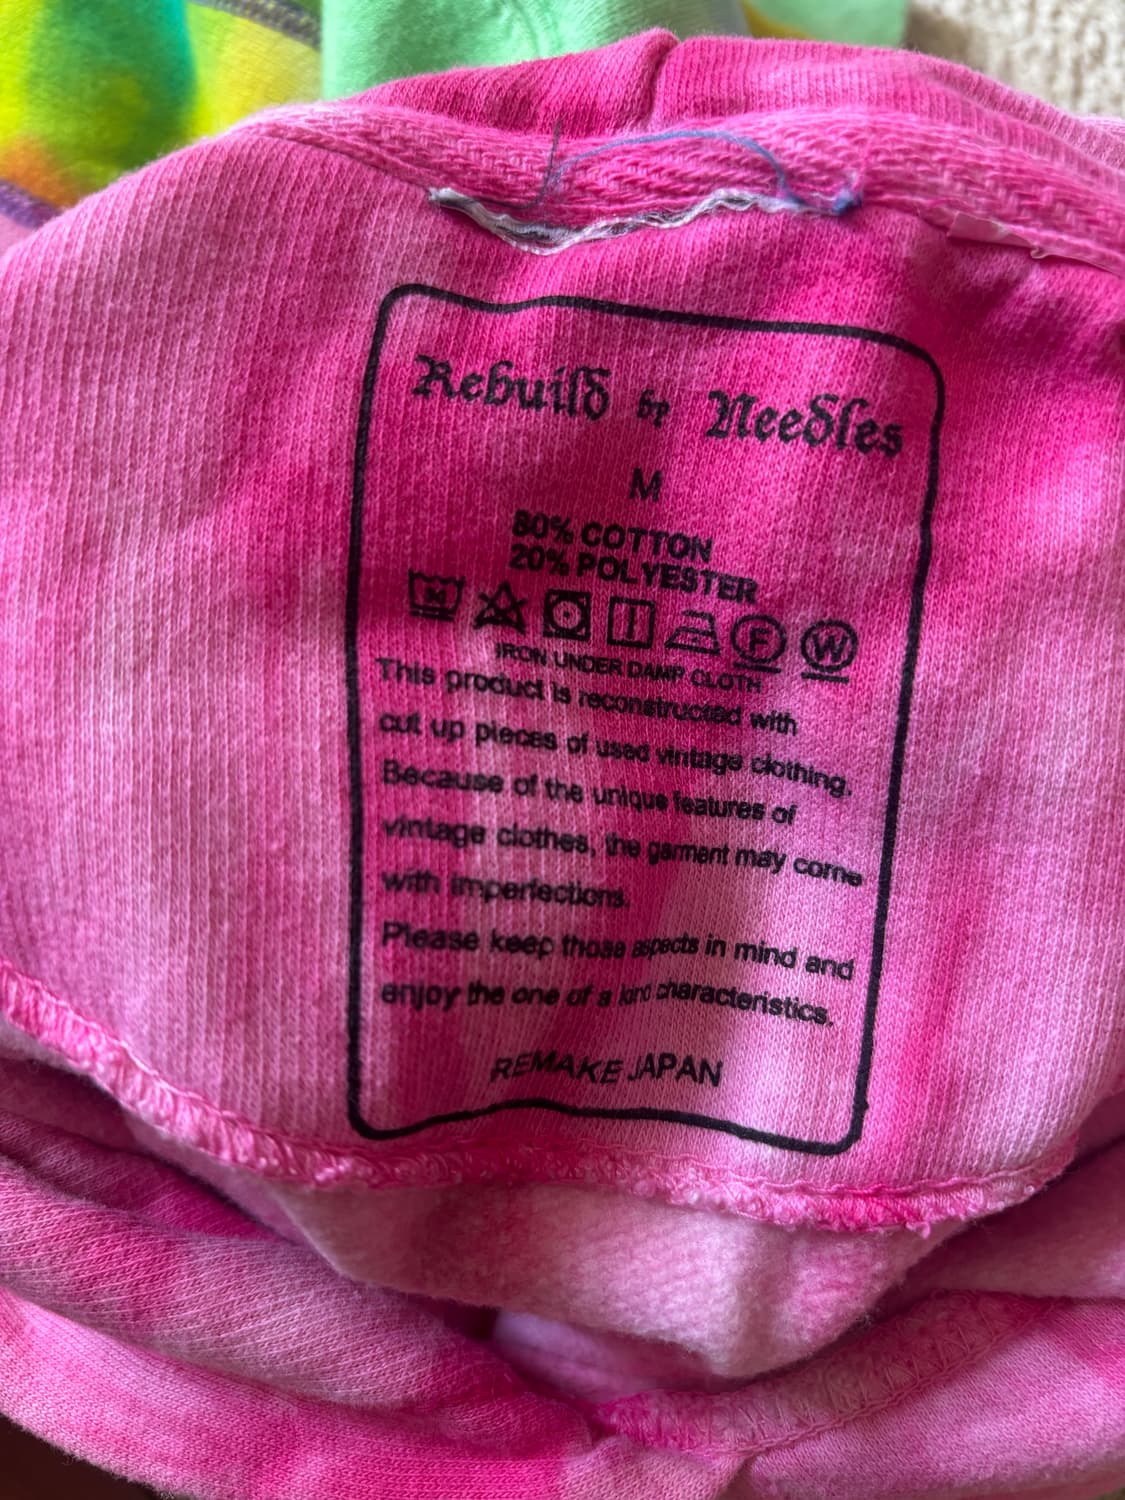 Rebuild by Needles
M
80% COTTON
20% POLYESTER
F W
IRON UNDER DAMP CLOTH
This product is reconstructed with
cut up pieces of used vintage clothing.
Because of the unique features of
vintage clothes, the garment may come
with imperfections.
Please keep those aspects in mind and
enjoy the one of a kind characteristics.
REMAKE JAPAN